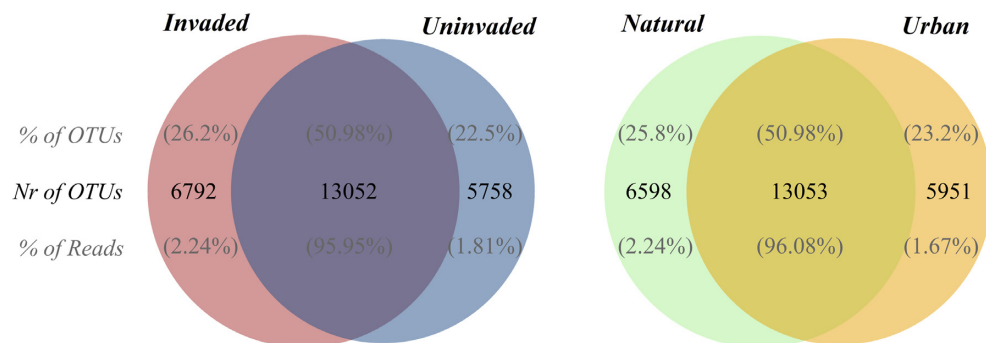 Invaded Uninvaded Natural Urban
% of OTUs (26.2%) (50.98%) (22.5%) (25.8%) (50.98%) (23.2%)
Nr of OTUs 6792 13052 5758 6598 13053 5951
% of Reads (2.24%) (95.95%) (1.81%) (2.24%) (96.08%) (1.67%)